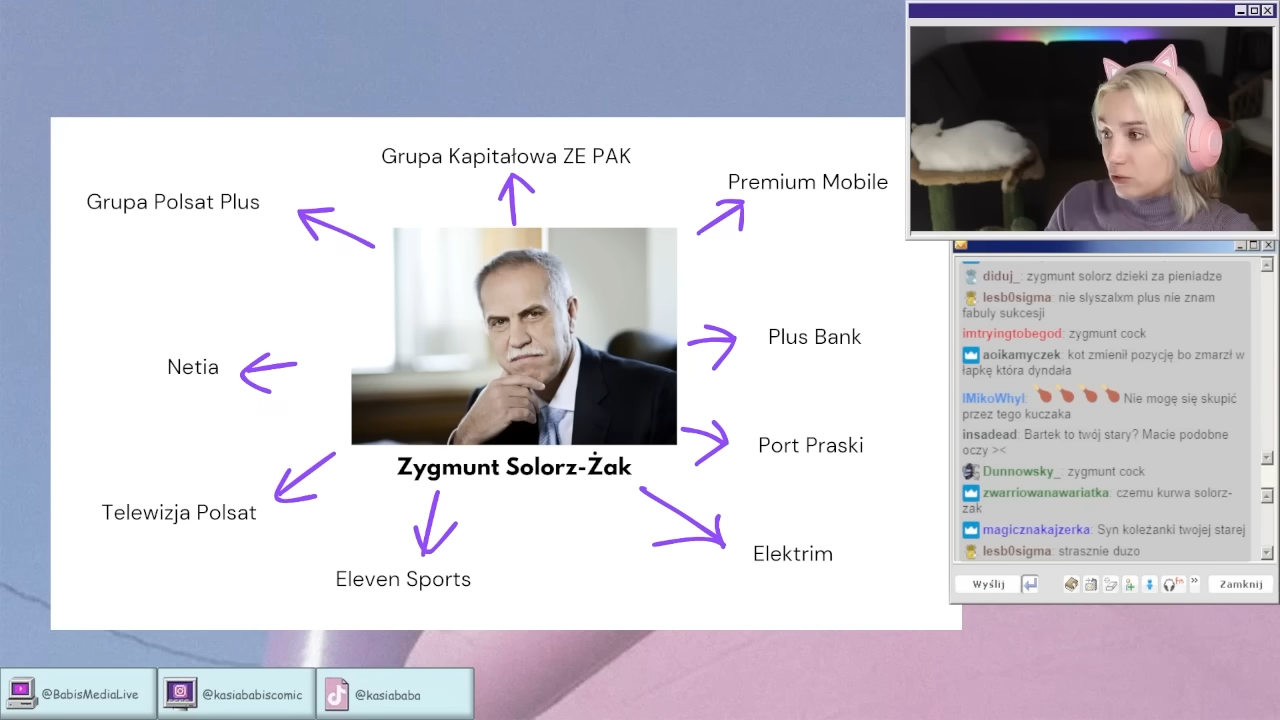 Grupa Kapitałowa ZE PAK
Premium Mobile
Grupa Polsat Plus
Plus Bank
Netia
Port Praski
Zygmunt Solorz-Żak
Telewizja Polsat
Elektrim
Eleven Sports
diduj_: zygmunt solorz dzieki za pieniadze
lesb0sigma: nie slyszalxm plus nie znam
fabuly sukcesji
imtryingtobegod: zygmunt cock
aoikamyczek: kot zmienił pozycję bo zmarzł w
łapkę która dyndała
IMikoWhyI: Nie mogę się skupić
przez tego kuczaka
insadead: Bartek to twój stary? Macie podobne
oczy ><
Dunnowsky_: zygmunt cock
zwarriowanawariatka: czemu kurwa solorz-
zak
magicznakajzerka: Syn koleżanki twojej starej
lesb0sigma: strasznie duzo
Wyślij
fn
»
Zamknij
@BabisMediaLive
@kasiababiscomic
@kasiababa